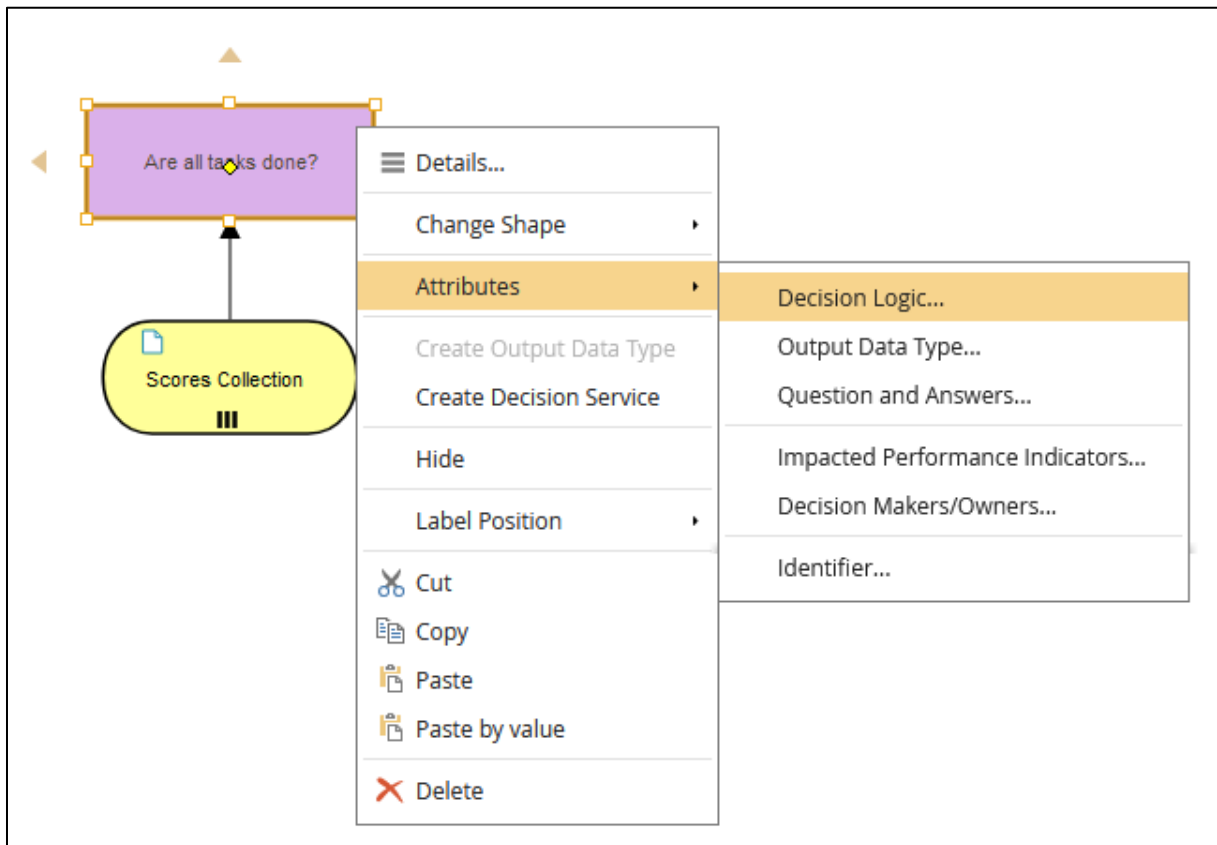 Are all tasks done?
Scores Collection
Details...
Change Shape
Attributes
Create Output Data Type
Create Decision Service
Hide
Label Position
Cut
Copy
Paste
Paste by value
Delete
Decision Logic...
Output Data Type...
Question and Answers...
Impacted Performance Indicators...
Decision Makers/Owners...
Identifier...